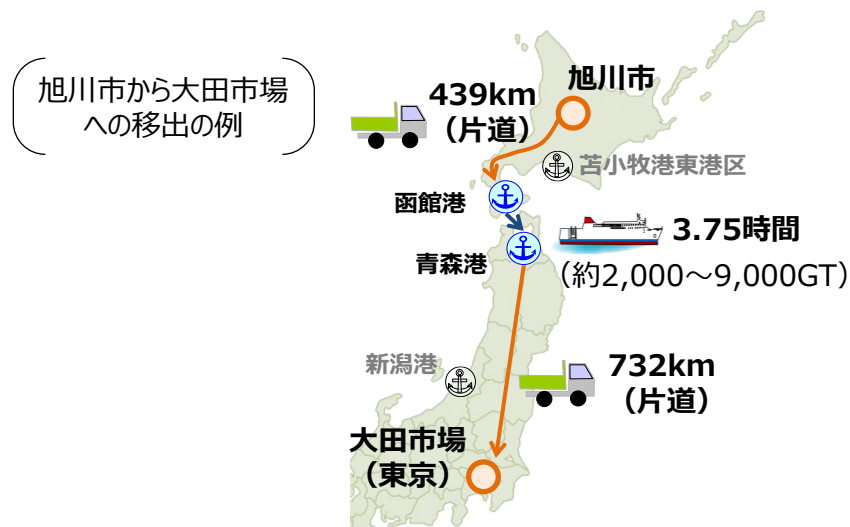 旭川市から大田市場
への移出の例
旭川市
439km
（片道）
苫小牧港東港区
函館港
3.75時間
青森港
（約2,000～9,000GT）
新潟港
732km
（片道）
大田市場
（東京）